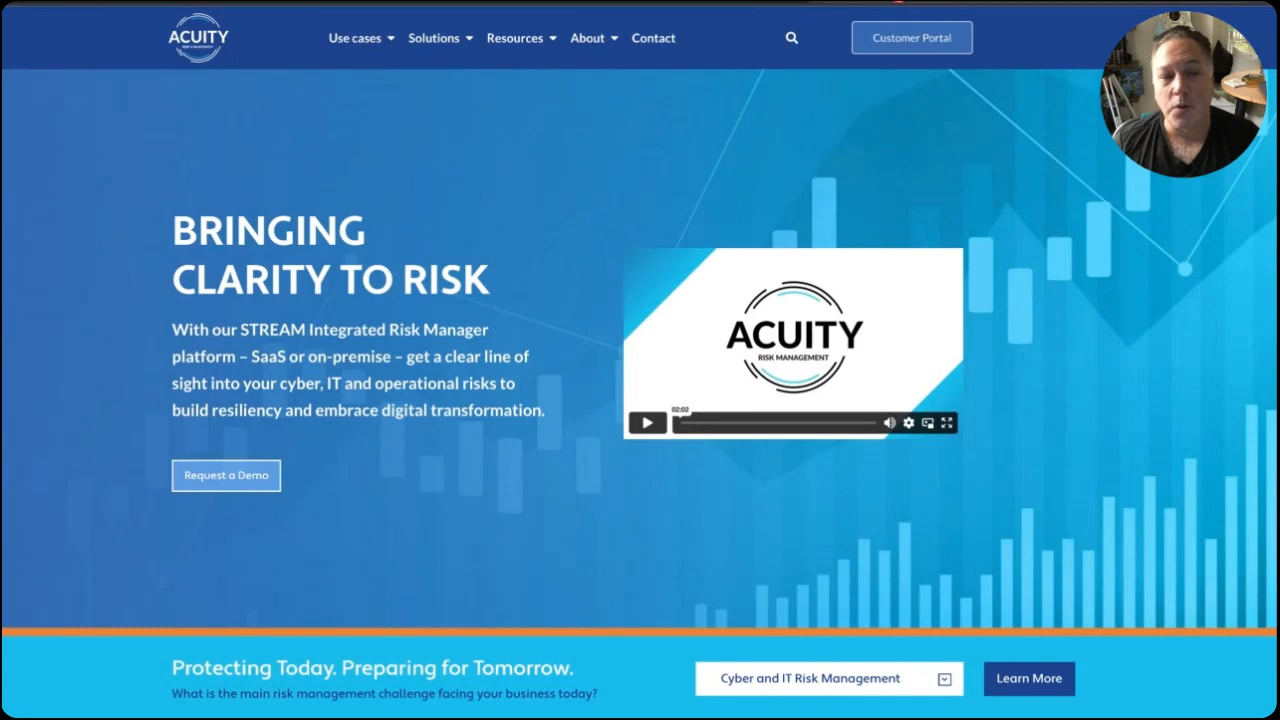 ACUITY
RISK MANAGEMENT
Use cases
Solutions
Resources
About
Contact
Customer Portal
BRINGING
CLARITY TO RISK
With our STREAM Integrated Risk Manager
platform – SaaS or on-premise – get a clear line of
sight into your cyber, IT and operational risks to
build resiliency and embrace digital transformation.
Request a Demo
ACUITY
RISK MANAGEMENT
02:02
Protecting Today. Preparing for Tomorrow.
What is the main risk management challenge facing your business today?
Cyber and IT Risk Management
Learn More